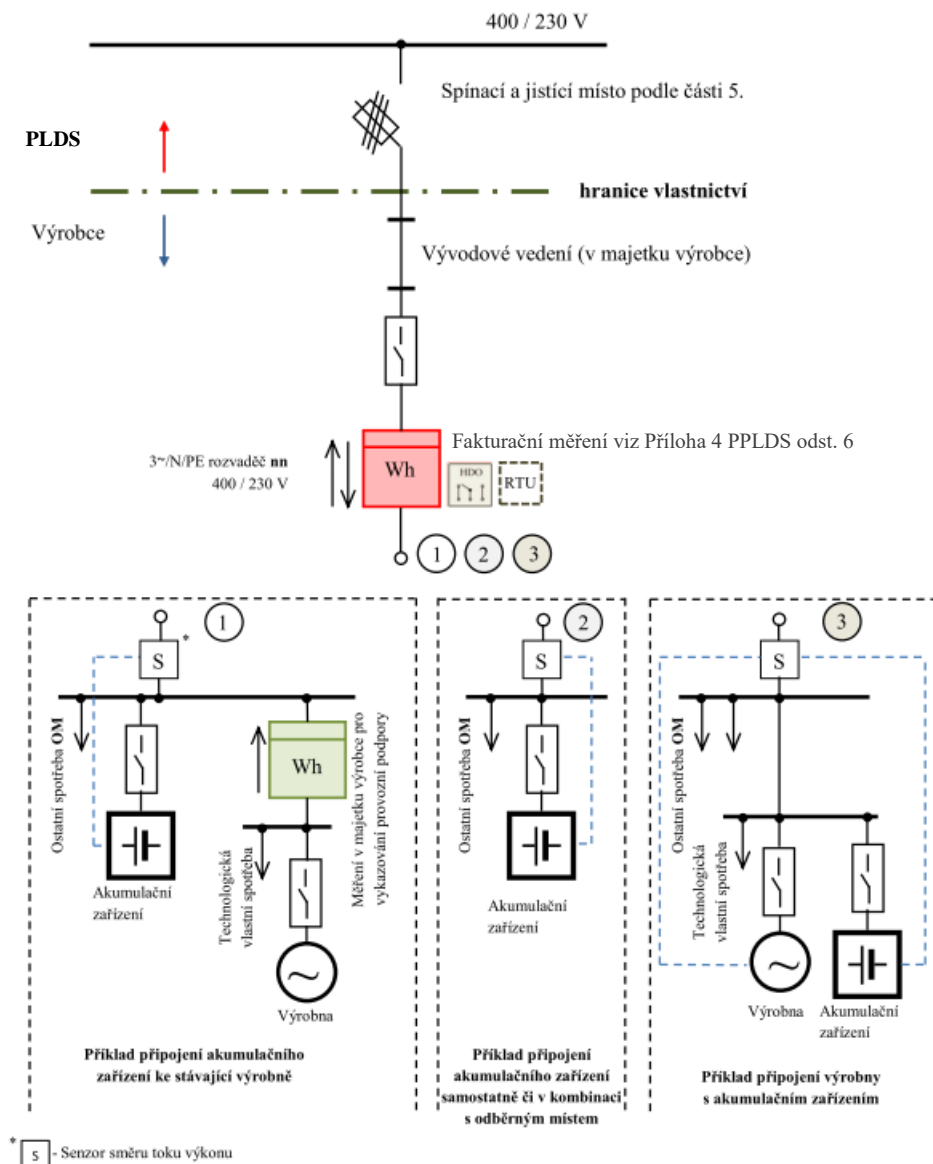 400 / 230 V
Spínací a jistící místo podle části 5.
PLDS
hranice vlastnictví
Výrobce
Vývodové vedení (v majetku výrobce)
Fakturační měření viz Příloha 4 PPLDS odst. 6
3~/N/PE rozvaděč nn
400 / 230 V
Wh
HDO
RTU
1
2
3
1
S
*
Ostatní spotřeba OM
Akumulační
zařízení
Wh
Měření v majetku výrobce pro
vykazování provozní podpory
Technologická
vlastní spotřeba
Výrobna
Příklad připojení akumulačního
zařízení ke stávající výrobně
2
S
Ostatní spotřeba OM
Akumulační
zařízení
Příklad připojení
akumulačního zařízení
samostatně či v kombinaci
s odběrným místem
3
S
Ostatní spotřeba OM
Technologická
vlastní spotřeba
Výrobna
Akumulační
zařízení
Příklad připojení výrobny
s akumulačním zařízením
* S - Senzor směru toku výkonu